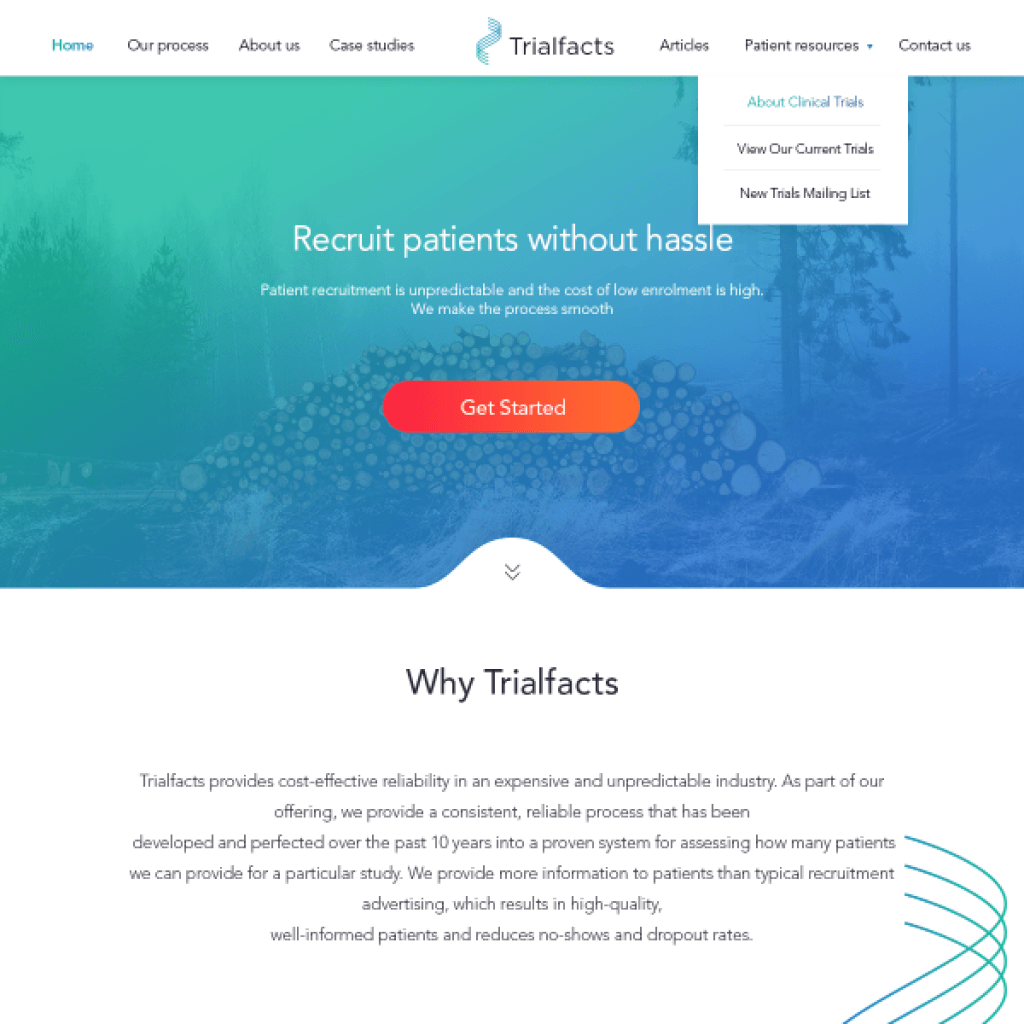 Home
Our process
About us
Case studies
Trialfacts
Articles
Patient resources
Contact us
About Clinical Trials
View Our Current Trials
New Trials Mailing List
Recruit patients without hassle
Patient recruitment is unpredictable and the cost of low enrolment is high.
We make the process smooth
Get Started
Why Trialfacts
Trialfacts provides cost-effective reliability in an expensive and unpredictable industry. As part of our
offering, we provide a consistent, reliable process that has been
developed and perfected over the past 10 years into a proven system for assessing how many patients
we can provide for a particular study. We provide more information to patients than typical recruitment
advertising, which results in high-quality,
well-informed patients and reduces no-shows and dropout rates.